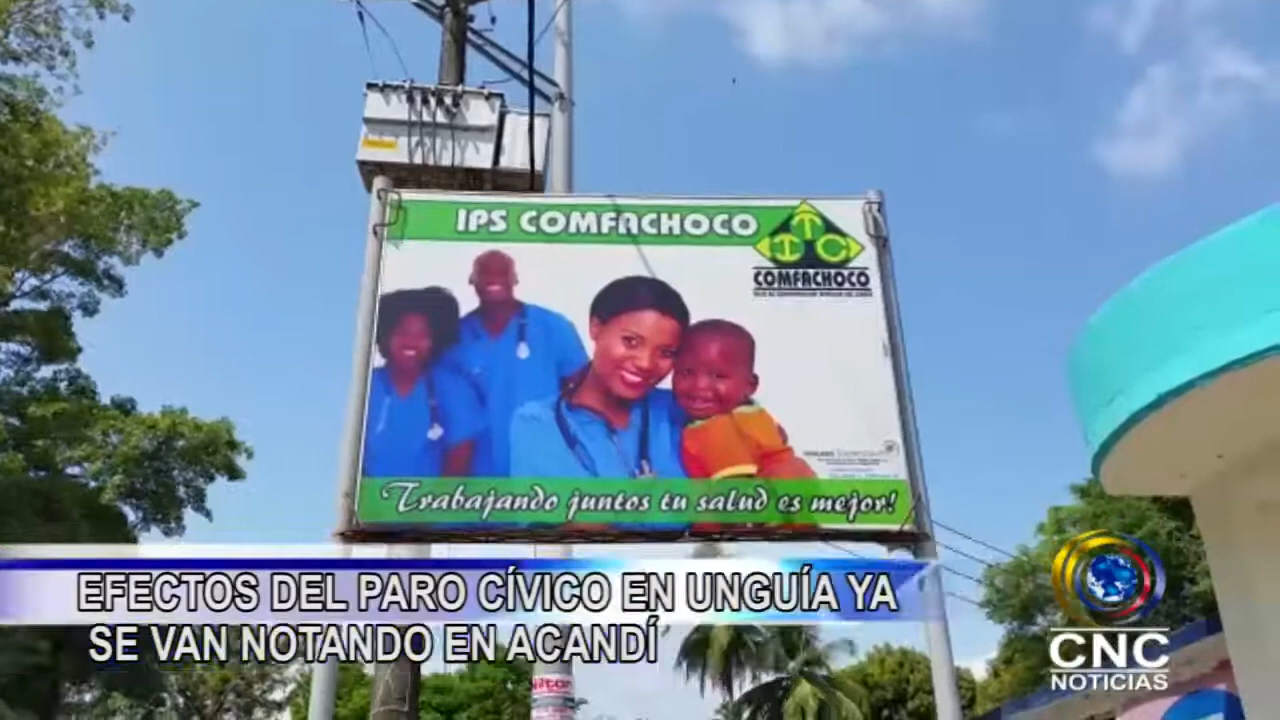 IPS COMFACHOCO
COMFACHOCO
Trabajando juntos tu salud es mejor!
EFECTOS DEL PARO CÍVICO EN UNGUÍA YA
SE VAN NOTANDO EN ACANDÍ
CNC
NOTICIAS